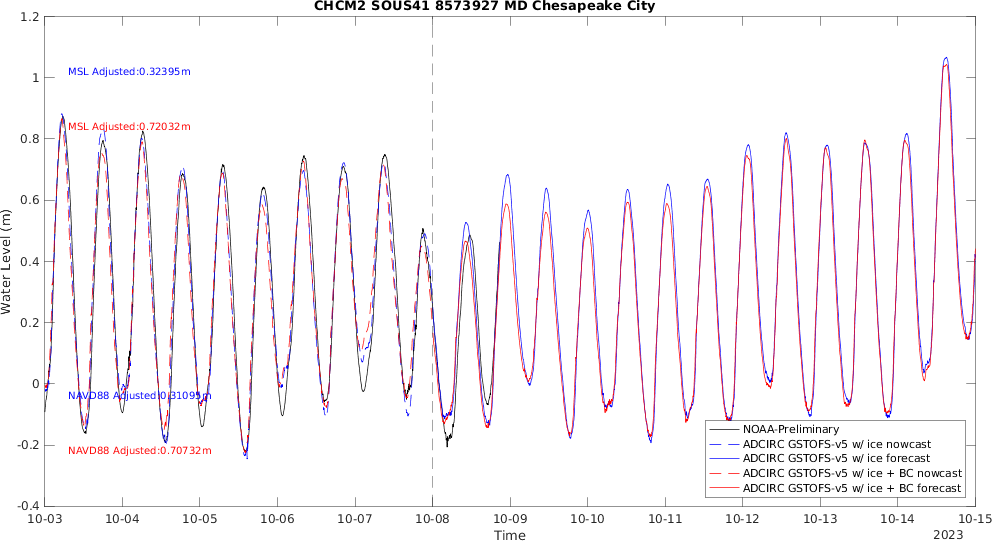 CHCM2 SOUS41 8573927 MD Chesapeake City
1.2
1
0.8
0.6
0.4
0.2
0
-0.2
-0.4
Water Level (m)
MSL Adjusted:0.32395m
MSL Adjusted:0.72032m
NAVD88 Adjusted:0.31095m
NAVD88 Adjusted:0.70732m
NOAA-Preliminary
ADCIRC GSTOFS-v5 w/ ice nowcast
ADCIRC GSTOFS-v5 w/ ice forecast
ADCIRC GSTOFS-v5 w/ ice + BC nowcast
ADCIRC GSTOFS-v5 w/ ice + BC forecast
10-03 10-04 10-05 10-06 10-07 10-08 10-09 10-10 10-11 10-12 10-13 10-14 10-15
Time
2023